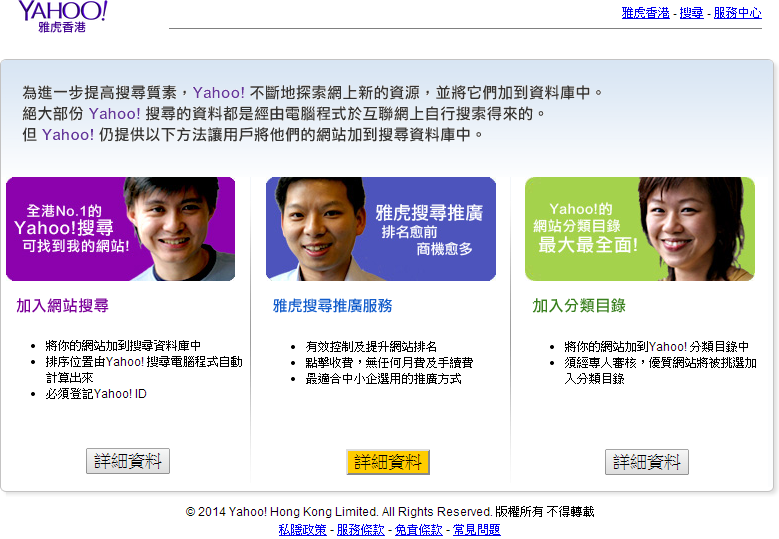 YAHOO!
雅虎香港
雅虎香港 - 搜尋 - 服務中心
為進一步提高搜尋質素，Yahoo! 不斷地探索網上新的資源，並將它們加到資料庫中。
絕大部份 Yahoo! 搜尋的資料都是經由電腦程式於互聯網上自行搜索得來的。
但 Yahoo! 仍提供以下方法讓用戶將他們的網站加到搜尋資料庫中。
全港No.1的
Yahoo!搜尋
可找到我的網站!
加入網站搜尋
將你的網站加到搜尋資料庫中
排序位置由Yahoo! 搜尋電腦程式自動
計算出來
必須登記Yahoo! ID
詳細資料
雅虎搜尋推廣
排名愈前
商機愈多
雅虎搜尋推廣服務
有效控制及提升網站排名
點擊收費，無任何月費及手續費
最適合中小企選用的推廣方式
詳細資料
Yahoo!的
網站分類目錄
最大最全面!
加入分類目錄
將你的網站加到Yahoo! 分類目錄中
須經專人審核，優質網站將被挑選加
入分類目錄
詳細資料
© 2014 Yahoo! Hong Kong Limited. All Rights Reserved. 版權所有 不得轉載
私隱政策 - 服務條款 - 免責條款 - 常見問題